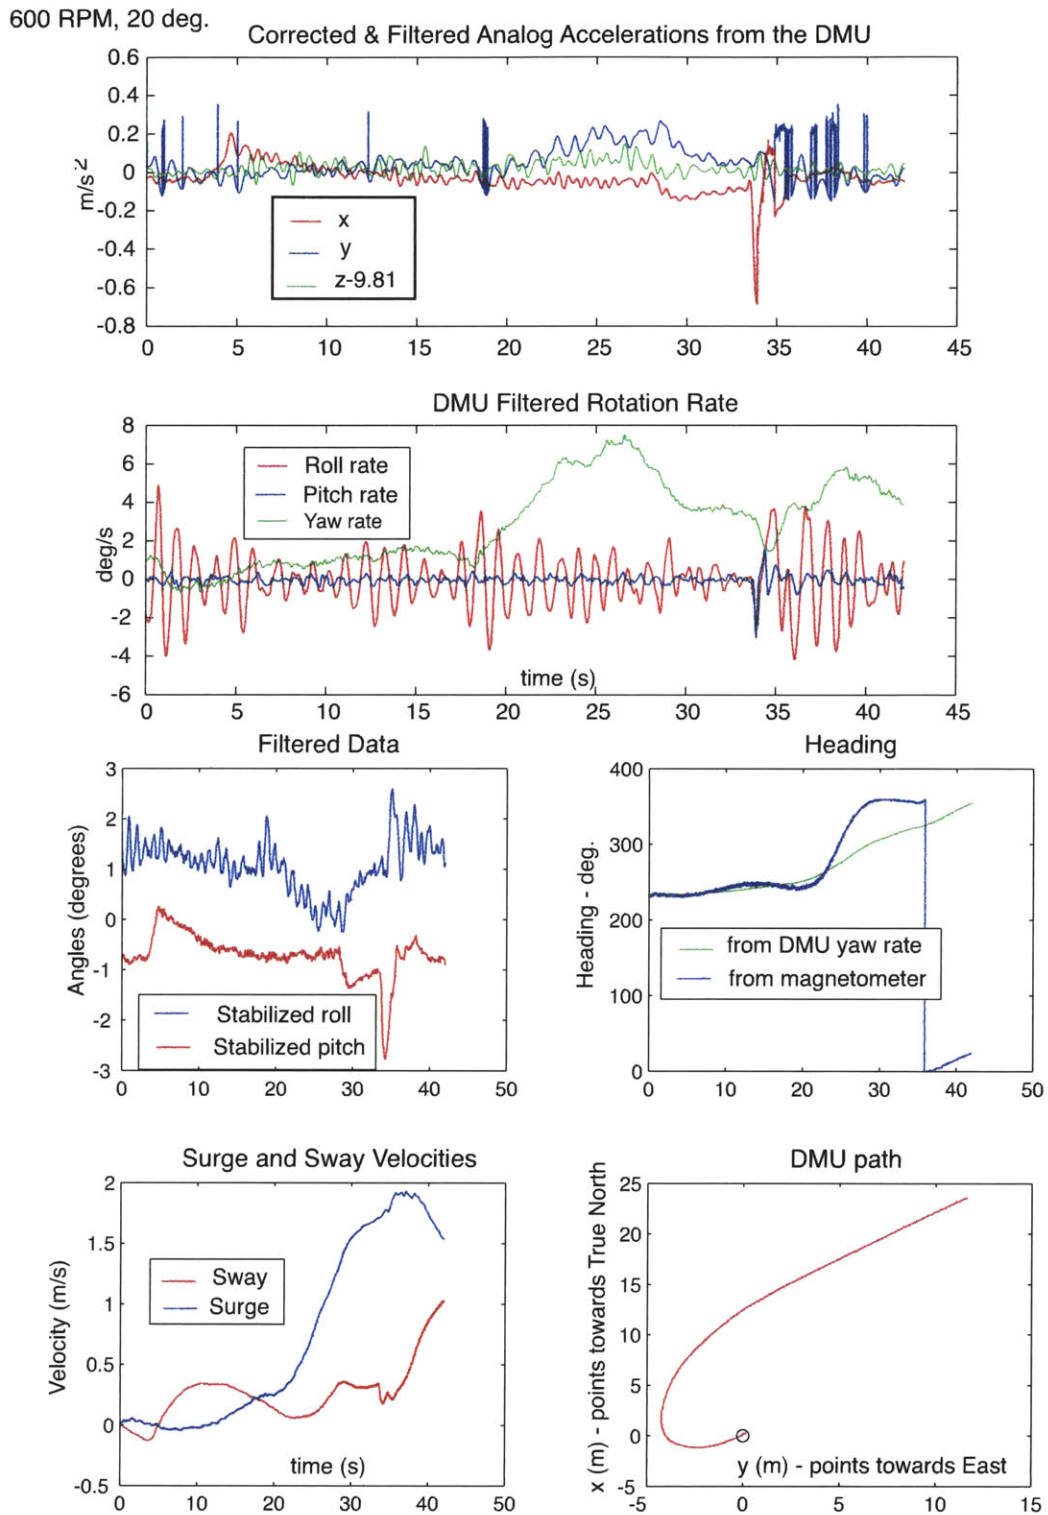 600 RPM, 20 deg.
Corrected & Filtered Analog Accelerations from the DMU
0.6
0.4
0.2
0
-0.2
-0.4
-0.6
-0.8
m/s²
x
y
z-9.81
0 5 10 15 20 25 30 35 40 45
DMU Filtered Rotation Rate
8
6
4
2
0
-2
-4
-6
deg/s
Roll rate
Pitch rate
Yaw rate
time (s)
0 5 10 15 20 25 30 35 40 45
Filtered Data
3
2
1
0
-1
-2
-3
Angles (degrees)
Stabilized roll
Stabilized pitch
0 10 20 30 40 50
Heading
400
300
200
100
0
Heading - deg.
from DMU yaw rate
from magnetometer
0 10 20 30 40 50
Surge and Sway Velocities
2
1.5
1
0.5
0
-0.5
Velocity (m/s)
Sway
Surge
time (s)
0 10 20 30 40 50
DMU path
25
20
15
10
5
0
-5
x (m) - points towards True North
y (m) - points towards East
-5 0 5 10 15